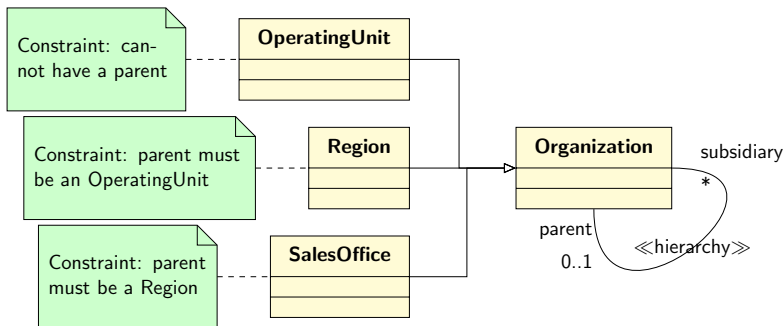 Constraint: can-
not have a parent
OperatingUnit
Constraint: parent must
be an OperatingUnit
Region
Organization
subsidiary
*
parent
0..1
≪hierarchy≫
Constraint: parent
must be a Region
SalesOffice